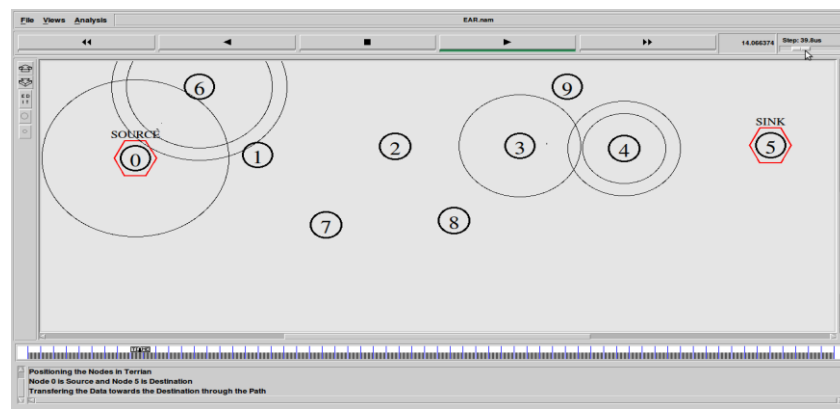 File Views Analysis EAR.nam
14.066374 Step: 39.8us
6
9
SOURCE
SINK
0
1
2
3
4
5
7
8
TIME
Positioning the Nodes in Terrian
Node 0 is Source and Node 5 is Destination
Transfering the Data towards the Destination through the Path